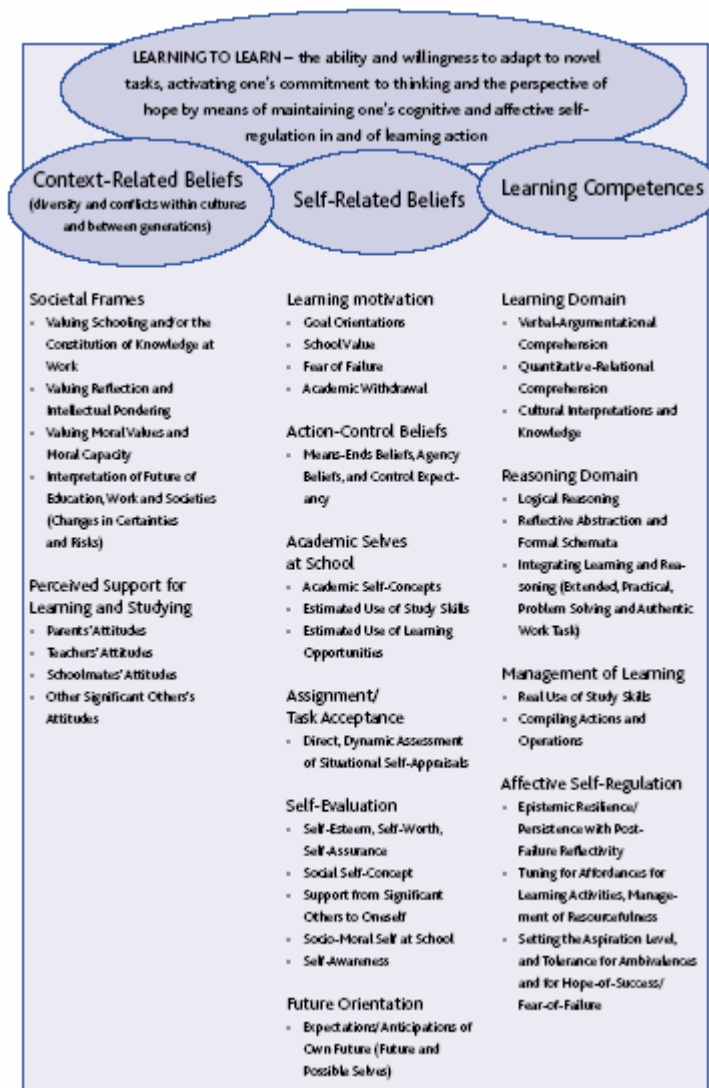 LEARNING TO LEARN – the ability and willingness to adapt to novel
tasks, activating one's commitment to thinking and the perspective of
hope by means of maintaining one's cognitive and affective self-
regulation in and of learning action
Context-Related Beliefs
(diversity and conflicts within cultures
and between generations)
Societal Frames
• Valuing Schooling and/or the
Constitution of Knowledge at
Work
• Valuing Reflection and
Intellectual Pondering
• Valuing Moral Values and
Moral Capacity
• Interpretation of Future of
Education, Work and Societies
(Changes in Certainties
and Risks)
Perceived Support for
Learning and Studying
• Parents' Attitudes
• Teachers' Attitudes
• Schoolmates' Attitudes
• Other Significant Others's
Attitudes
Self-Related Beliefs
Learning motivation
• Goal Orientations
• School Value
• Fear of Failure
• Academic Withdrawal
Action-Control Beliefs
• Means-Ends Beliefs, Agency
Beliefs, and Control Expect-
ancy
Academic Selves
at School
• Academic Self-Concepts
• Estimated Use of Study Skills
• Estimated Use of Learning
Opportunities
Assignment/
Task Acceptance
• Direct, Dynamic Assessment
of Situational Self-Appraisals
Self-Evaluation
• Self-Esteem, Self-Worth,
Self-Assurance
• Social Self-Concept
• Support from Significant
Others to Oneself
• Socio-Moral Self at School
• Self-Awareness
Future Orientation
• Expectations/Anticipations of
Own Future (Future and
Possible Selves)
Learning Competences
Learning Domain
• Verbal-Argumentational
Comprehension
• Quantitative-Relational
Comprehension
• Cultural Interpretations and
Knowledge
Reasoning Domain
• Logical Reasoning
• Reflective Abstraction and
Formal Schemata
• Integrating Learning and Rea-
soning (Extended, Practical,
Problem Solving and Authentic
Work Task)
Management of Learning
• Real Use of Study Skills
• Compiling Actions and
Operations
Affective Self-Regulation
• Epistemic Resilience/
Persistence with Post-
Failure Reflectivity
• Tuning for Affordances for
Learning Activities, Manage-
ment of Resourcefulness
• Setting the Aspiration Level,
and Tolerance for Ambivalences
and for Hope-of-Success/
Fear-of-Failure